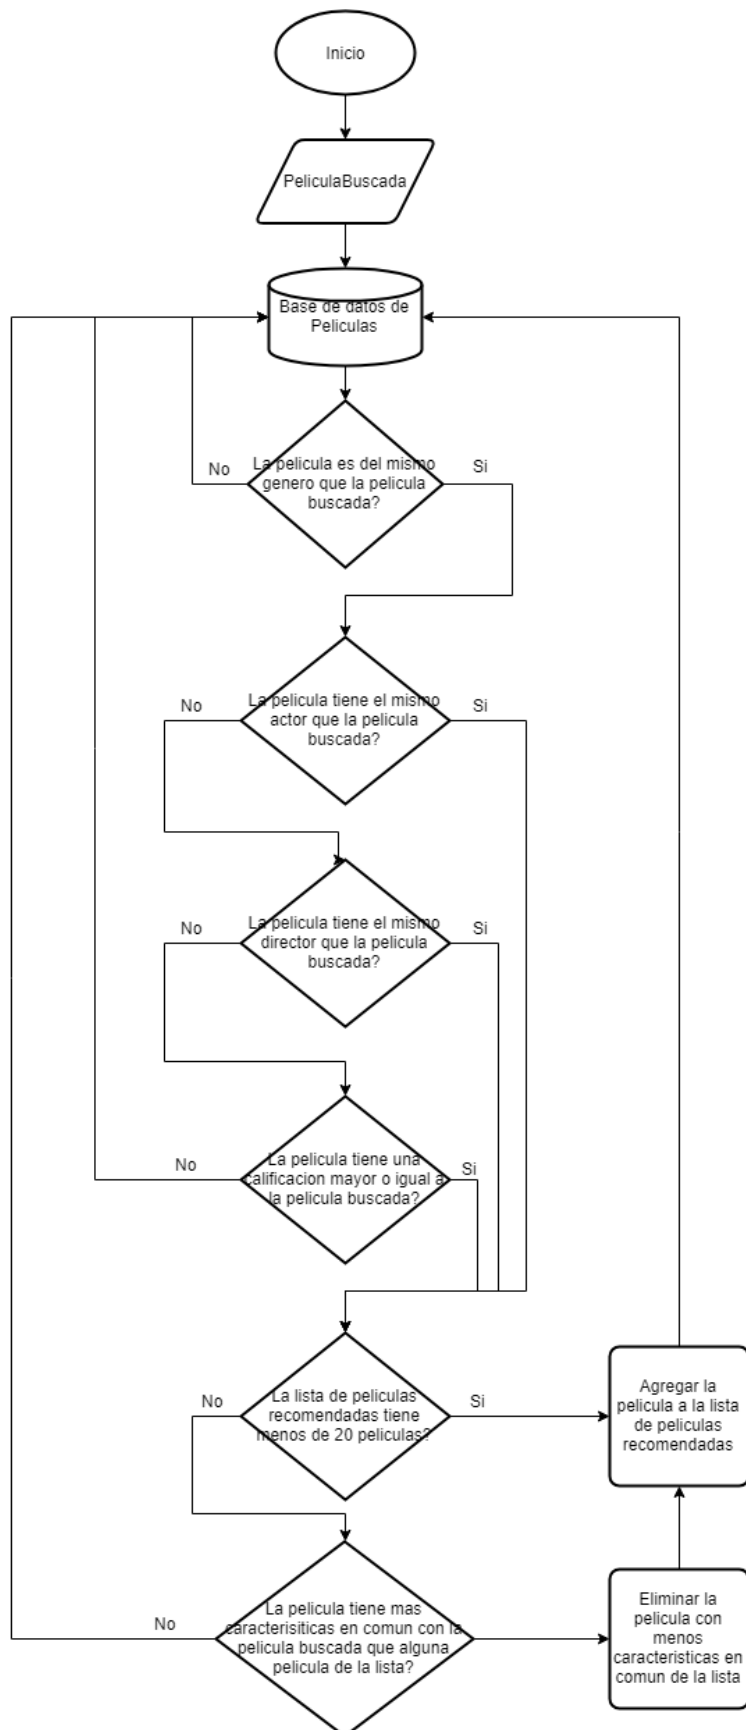 Inicio
PeliculaBuscada
Base de datos de
Peliculas
No
La pelicula es del mismo
genero que la pelicula
buscada?
Si
No
La pelicula tiene el mismo
actor que la pelicula
buscada?
Si
No
La pelicula tiene el mismo
director que la pelicula
buscada?
Si
No
La pelicula tiene una
calificacion mayor o igual a
la pelicula buscada?
Si
No
La lista de peliculas
recomendadas tiene
menos de 20 peliculas?
Si
Agregar la
pelicula a la lista
de peliculas
recomendadas
No
La pelicula tiene mas
caracterisiticas en comun con la
pelicula buscada que alguna
pelicula de la lista?
Eliminar la
pelicula con
menos
caracteristicas en
comun de la lista